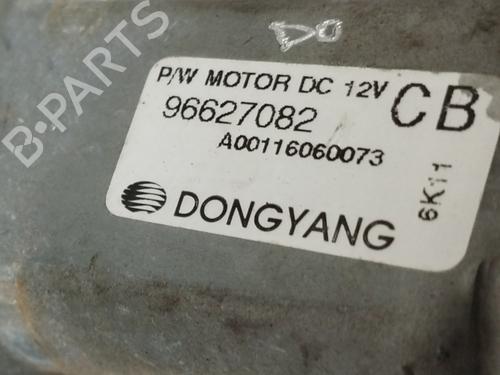 DO
P/W MOTOR DC 12V
CB
96627082
A00116060073
6K11
DONGYANG
B-PARTS